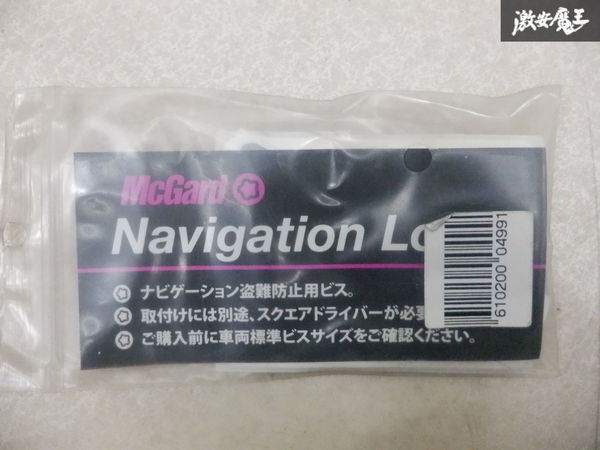 激安魔王
McGard
Navigation Lo
ナビゲーション盗難防止用ビス。
取付けには別途、スクエアドライバーが必要
ご購入前に車両標準ビスサイズをご確認ください。
610200 04991